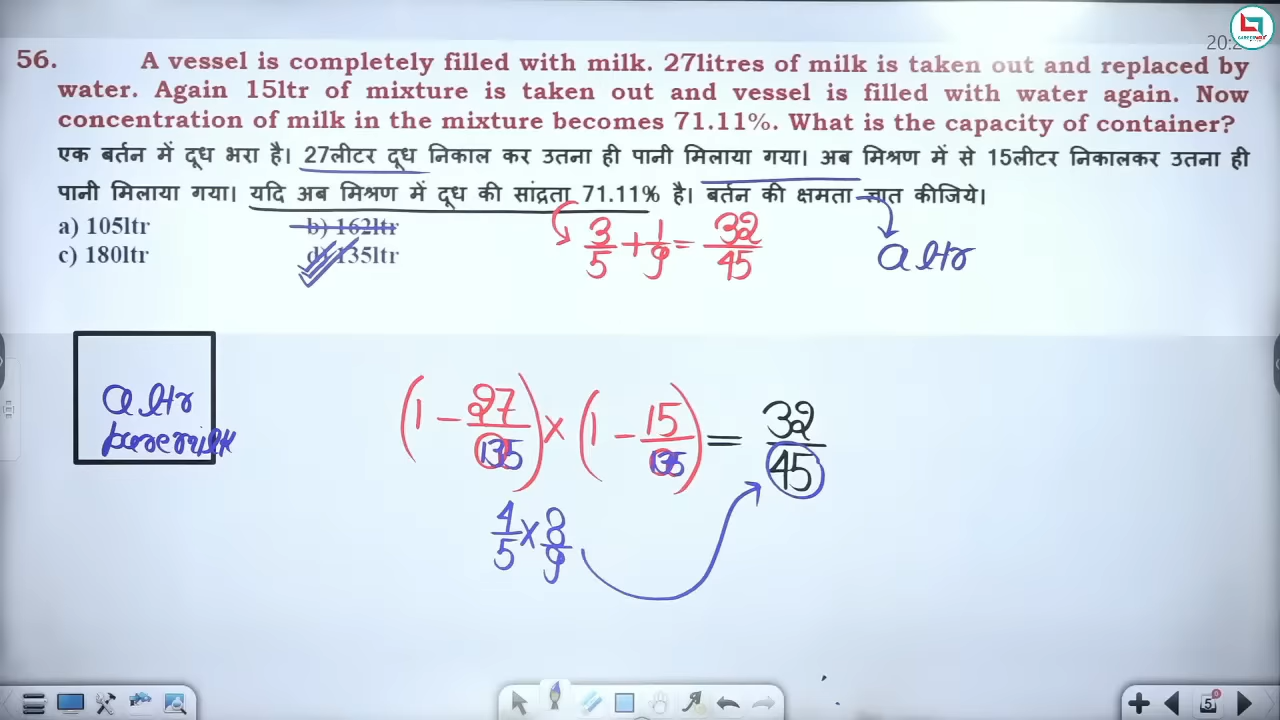 20:2
56. A vessel is completely filled with milk. 27litres of milk is taken out and replaced by
water. Again 15ltr of mixture is taken out and vessel is filled with water again. Now
concentration of milk in the mixture becomes 71.11%. What is the capacity of container?
एक बर्तन में दूध भरा है। 27लीटर दूध निकाल कर उतना ही पानी मिलाया गया। अब मिश्रण में से 15लीटर निकालकर उतना ही
पानी मिलाया गया। यदि अब मिश्रण में दूध की सांद्रता 71.11% है। बर्तन की क्षमता ज्ञात कीजिये।
a) 105ltr b) 162ltr
c) 180ltr d) 135ltr
3/5 + 1/9 = 32/45
a ltr
a ltr
pure milk
(1 - 27/135) × (1 - 15/135) = 32/45
4/5 × 8/9
5